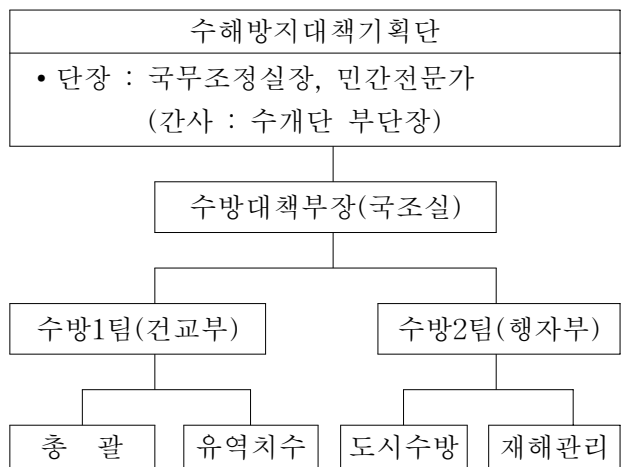 수해방지대책기획단
• 단장 : 국무조정실장, 민간전문가
(간사 : 수개단 부단장)
수방대책부장(국조실)
수방1팀(건교부) 수방2팀(행자부)
총 괄 유역치수 도시수방 재해관리